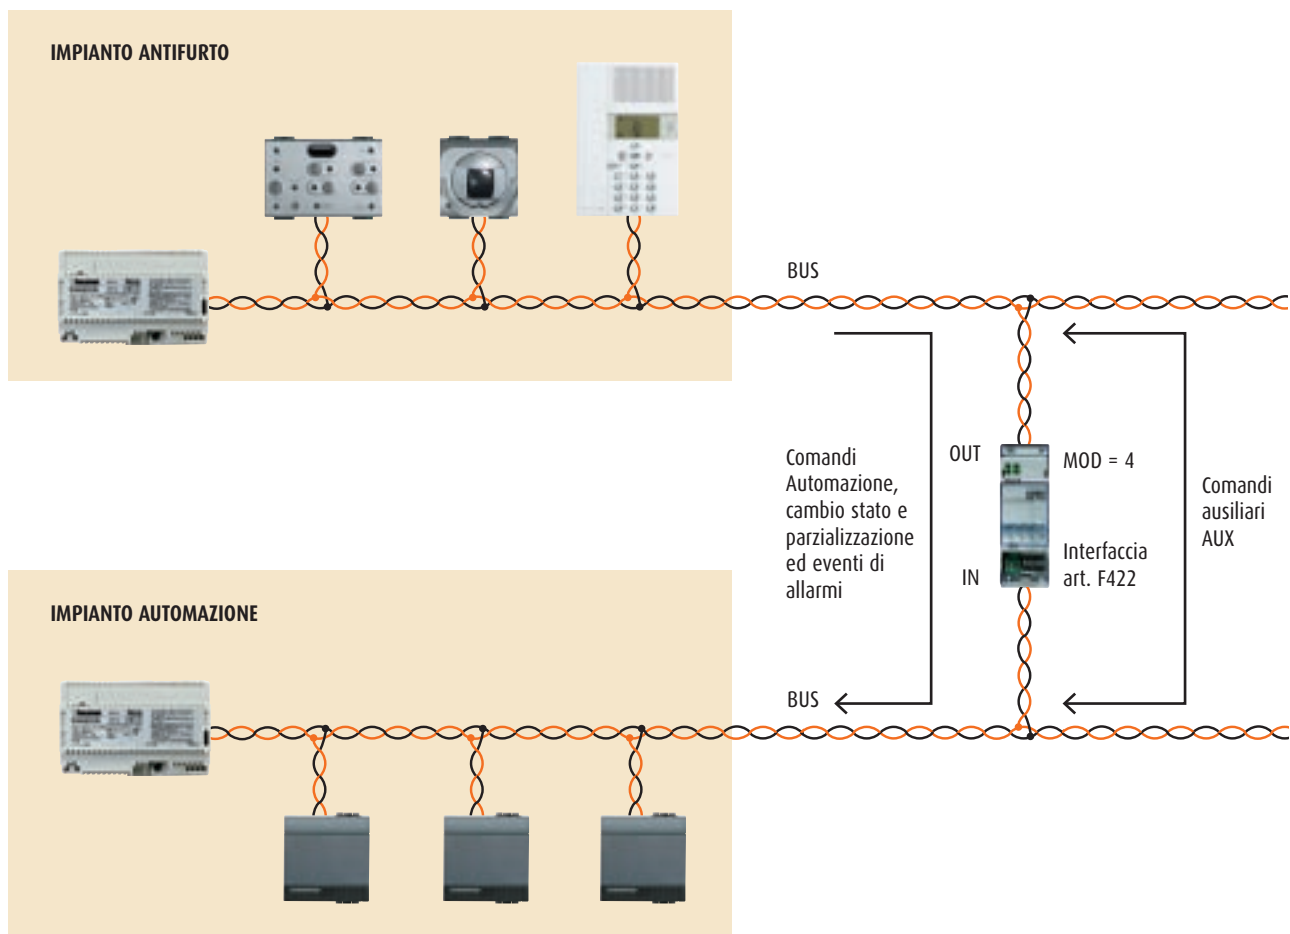 IMPIANTO ANTIFURTO
BUS
Comandi
Automazione,
cambio stato e
parzializzazione
ed eventi di
allarmi
OUT
MOD = 4
IN
Interfaccia
art. F422
Comandi
ausiliari
AUX
IMPIANTO AUTOMAZIONE
BUS